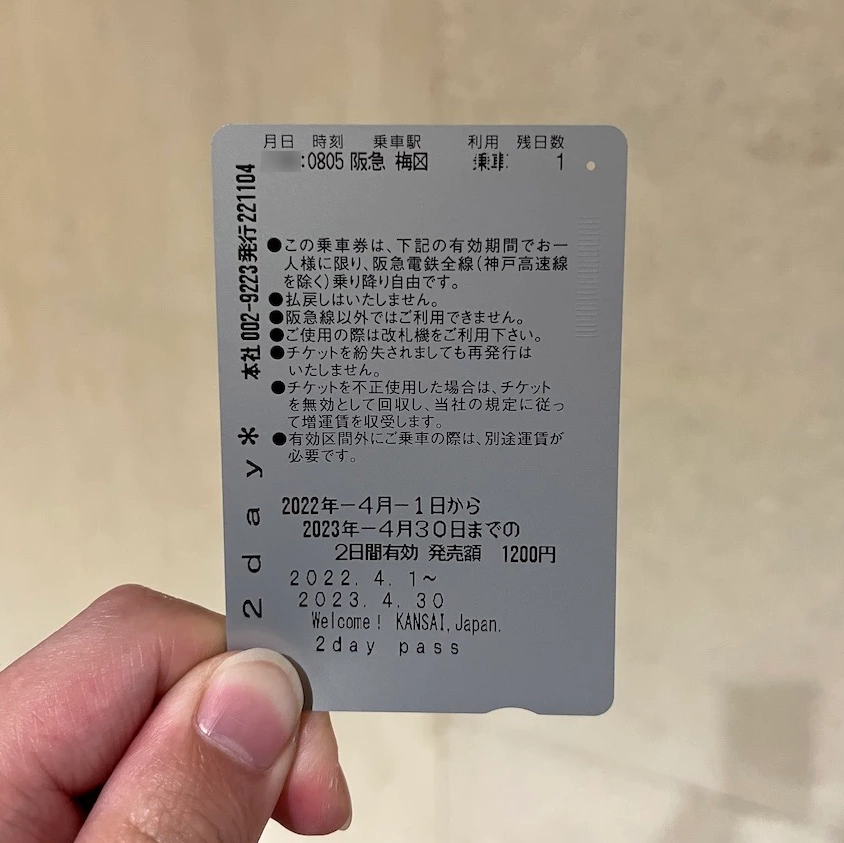 月日 時刻 乗車駅 利用 残日数
:0805 阪急 梅田 乗車 1
●この乗車券は、下記の有効期間でお一
人様に限り、阪急電鉄全線(神戸高速線
を除く)乗り降り自由です。
●払戻しはいたしません。
●阪急線以外ではご利用できません。
●ご使用の際は改札機をご利用下さい。
●チケットを紛失されましても再発行は
いたしません。
●チケットを不正使用した場合は、チケット
を無効として回収し、当社の規定に従っ
て増運賃を収受します。
●有効区間外にご乗車の際は、別途運賃が
必要です。
2022年-4月-1日から
2023年-4月30日までの
2日間有効 発売額 1200円
2022. 4. 1~
2023. 4. 30
Welcome! KANSAI,Japan.
2day pass
2day* 本社 002-9223発行221104